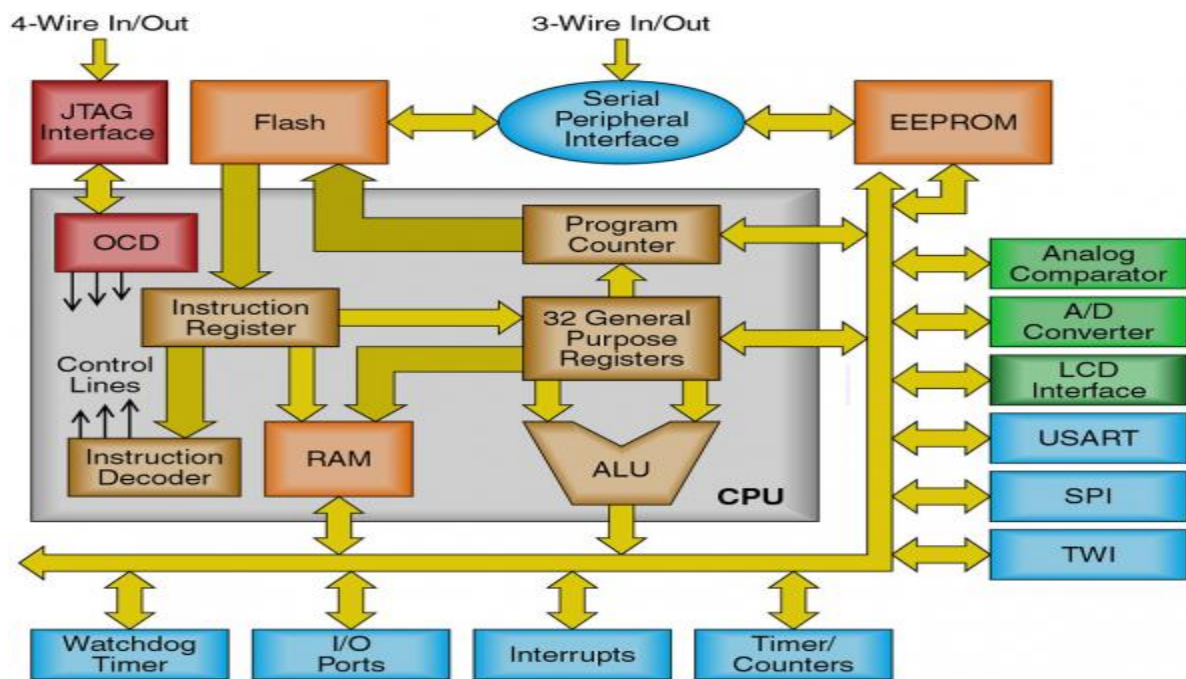 4-Wire In/Out
3-Wire In/Out
JTAG
Interface
Flash
Serial
Peripheral
Interface
EEPROM
OCD
Program
Counter
Analog
Comparator
Instruction
Register
32 General
Purpose
Registers
A/D
Converter
Control
Lines
LCD
Interface
Instruction
Decoder
RAM
ALU
CPU
USART
SPI
TWI
Watchdog
Timer
I/O
Ports
Interrupts
Timer/
Counters